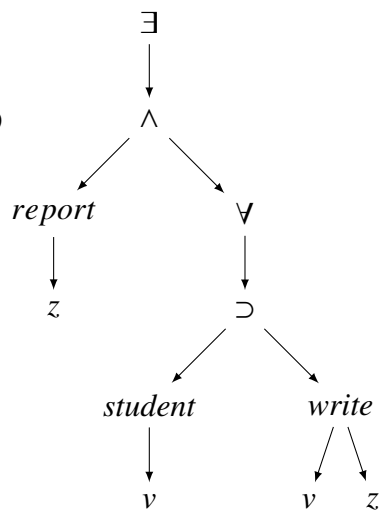 ∃
∧
)
report ∀
z ⊃
student write
v v z